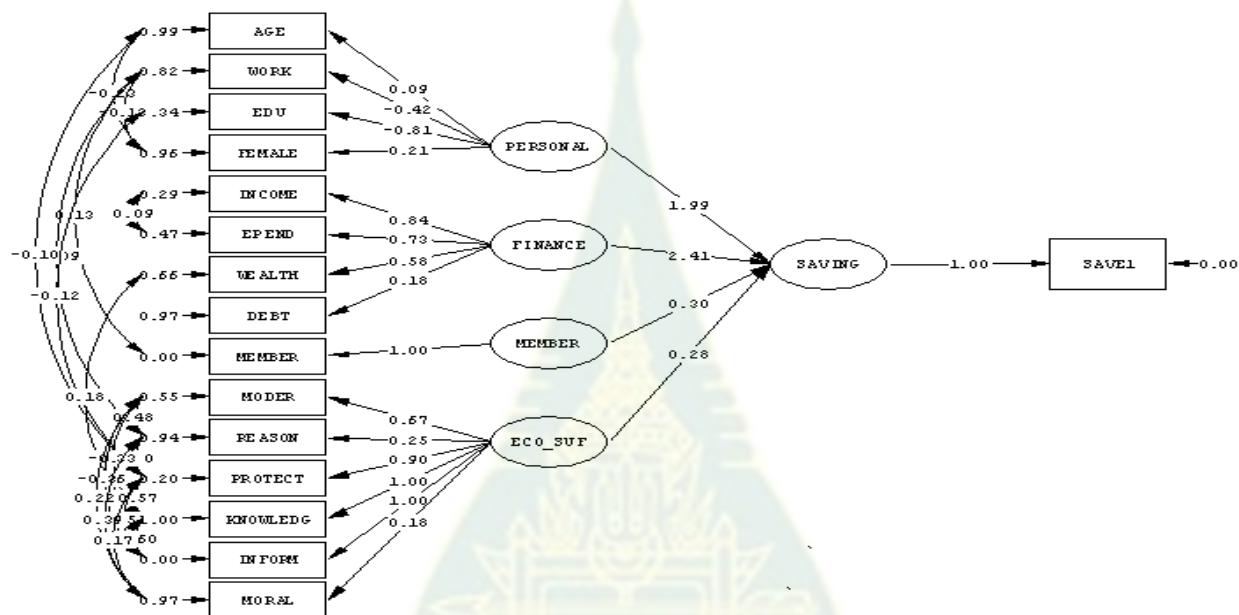 0.99 AGE
0.82 WORK
0.34 EDU
0.96 FEMALE
0.29 INCOME
0.47 EPEND
0.66 WEALTH
0.97 DEBT
0.00 MEMBER
0.55 MODER
0.94 REASON
0.20 PROTECT
1.00 KNOWLEDG
0.00 INFORM
0.97 MORAL
0.09
-0.42
-0.81
0.21
PERSONAL
0.84
0.73
0.58
0.18
FINANCE
1.00
MEMBER
0.67
0.25
0.90
1.00
1.00
0.18
ECO_SUF
1.99
2.41
0.30
0.28
SAVING
1.00
SAVE1
0.00
0.13
0.09
-0.10
-0.12
0.18